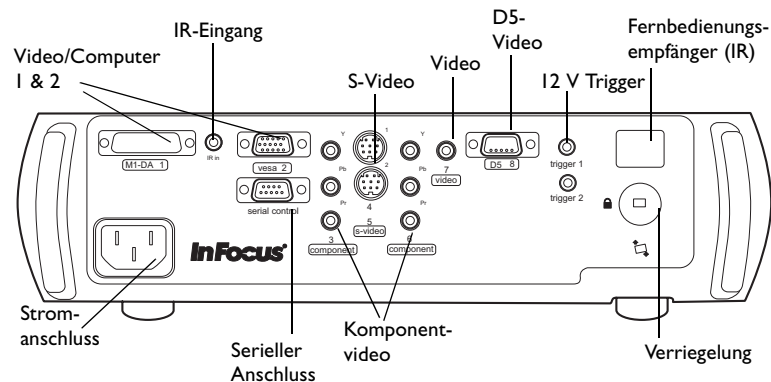 IR-Eingang
Video/Computer
1 & 2
S-Video
Video
D5-
Video
12 V Trigger
Fernbedienungs-
empfänger (IR)
M1-DA 1
IR in
vesa 2
serial control
Y
Pb
Pr
3
component
1
2
4
5
s-video
Y
Pb
Pr
6
component
7
video
D5 8
trigger 1
trigger 2
InFocus
Strom-
anschluss
Serieller
Anschluss
Komponent-
video
Verriegelung